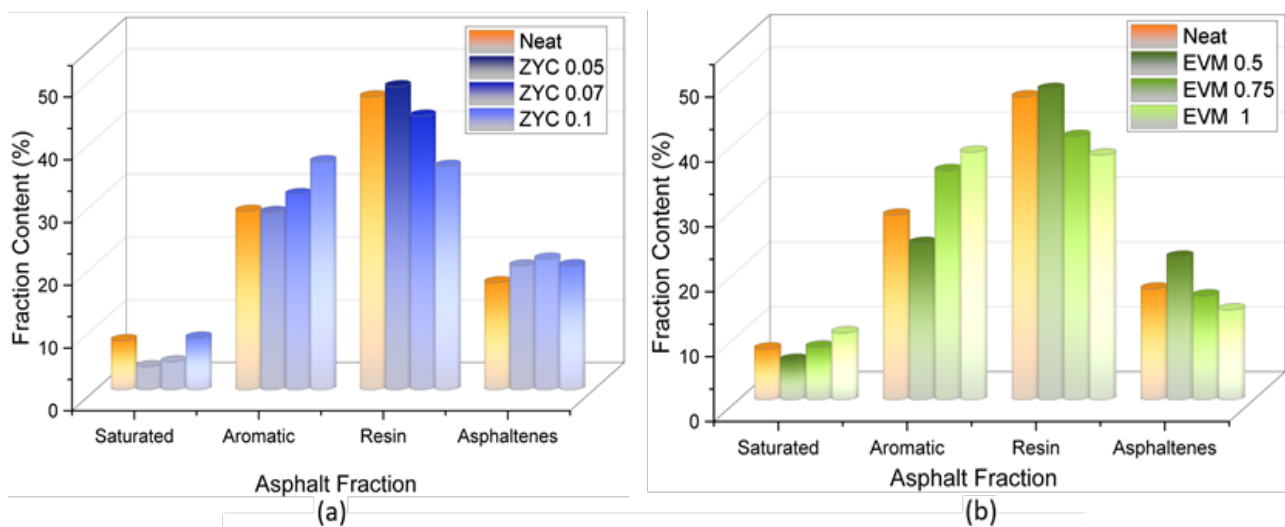 Neat
ZYC 0.05
ZYC 0.07
ZYC 0.1
Fraction Content (%)
50
40
30
20
10
0
Saturated Aromatic Resin Asphaltenes
Asphalt Fraction
(a)
Neat
EVM 0.5
EVM 0.75
EVM 1
Fraction Content (%)
50
40
30
20
10
0
Saturated Aromatic Resin Asphaltenes
Asphalt Fraction
(b)